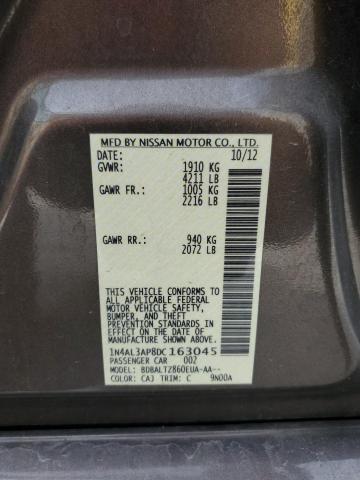 MFD BY NISSAN MOTOR CO., LTD.
DATE: 10/12
GVWR: 1910 KG
4211 LB
GAWR FR: 1005 KG
2216 LB
GAWR RR: 940 KG
2072 LB
THIS VEHICLE CONFORMS TO ALL
APPLICABLE FEDERAL MOTOR
MOTOR VEHICLE SAFETY,
BUMPER, AND THEFT PREVENTION
STANDARDS IN EFFECT ON THE
DATE OF MANUFACTURE
SHOWN ABOVE.
1N4AL3AP8DC163045
PASSENGER CAR 002
MODEL: BDBALTZ860EUA-AA--
COLOR: CAJ TRIM: C 9N00A